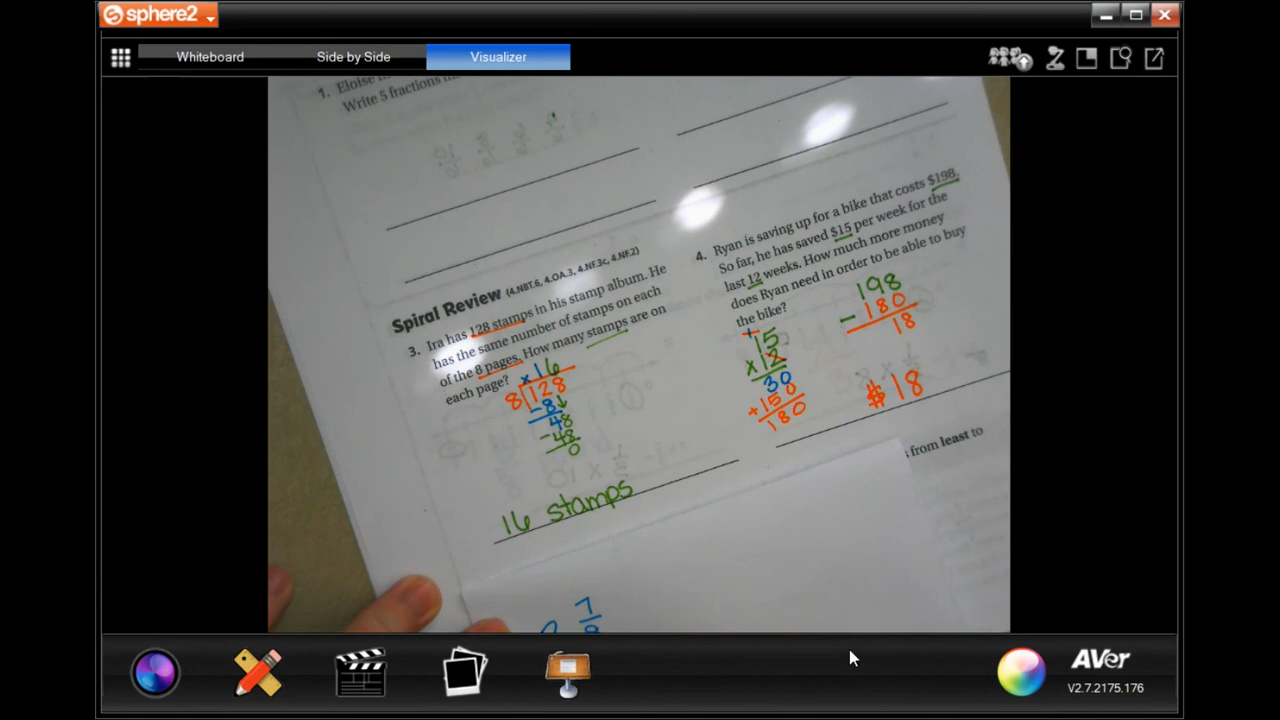 sphere2
Whiteboard
Side by Side
Visualizer
1. Eloise
Write 5 fractions
Spiral Review (4.NBT.6, 4.OA.3, 4.NF.3c, 4.NF.2)
3. Ira has 128 stamps in his stamp album. He
has the same number of stamps on each
of the 8 pages. How many stamps are on
each page?
× 16
8 128
-8
48
-48
0
16 stamps
4. Ryan is saving up for a bike that costs $198.
So far, he has saved $15 per week for the
last 12 weeks. How much more money
does Ryan need in order to be able to buy
the bike?
15
×12
30
+150
180
198
- 180
18
$18
from least to
7
AVer
V2.7.2175.176